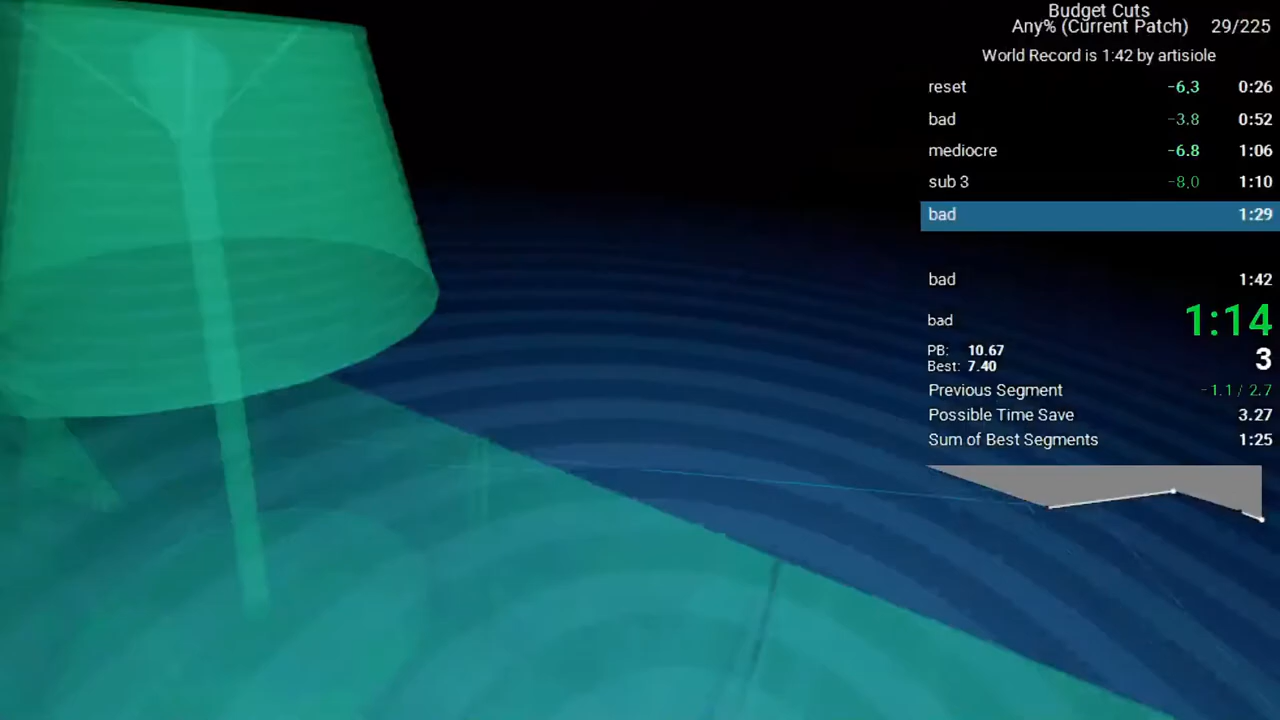 Budget Cuts
Any% (Current Patch) 29/225
World Record is 1:42 by artisiole
reset -6.3 0:26
bad -3.8 0:52
mediocre -6.8 1:06
sub 3 -8.0 1:10
bad 1:29
bad 1:42
bad 1:14
PB: 10.67 3
Best: 7.40
Previous Segment -1.1 / 2.7
Possible Time Save 3.27
Sum of Best Segments 1:25